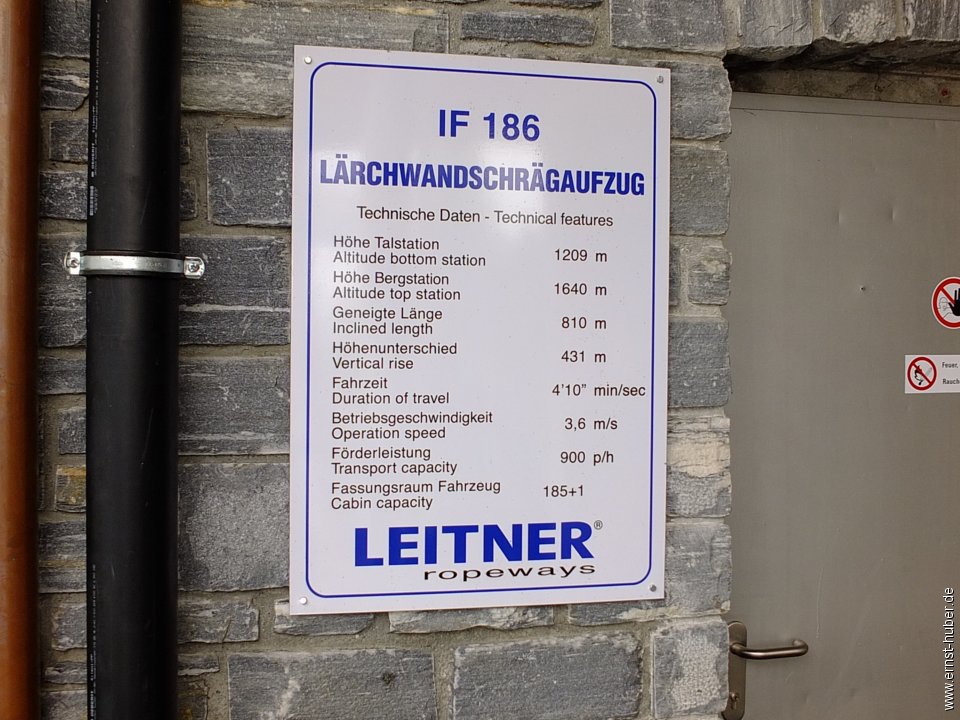 IF 186
LÄRCHWANDSCHRÄGAUFZUG
Technische Daten - Technical features
Höhe Talstation
Altitude bottom station 1209 m
Höhe Bergstation
Altitude top station 1640 m
Geneigte Länge
Inclined length 810 m
Höhenunterschied
Vertical rise 431 m
Fahrzeit
Duration of travel 4'10" min/sec
Betriebsgeschwindigkeit
Operation speed 3,6 m/s
Förderleistung
Transport capacity 900 p/h
Fassungsraum Fahrzeug
Cabin capacity 185+1
LEITNER®
ropeways
Feuer,
Rauch
www.ernst-huber.de